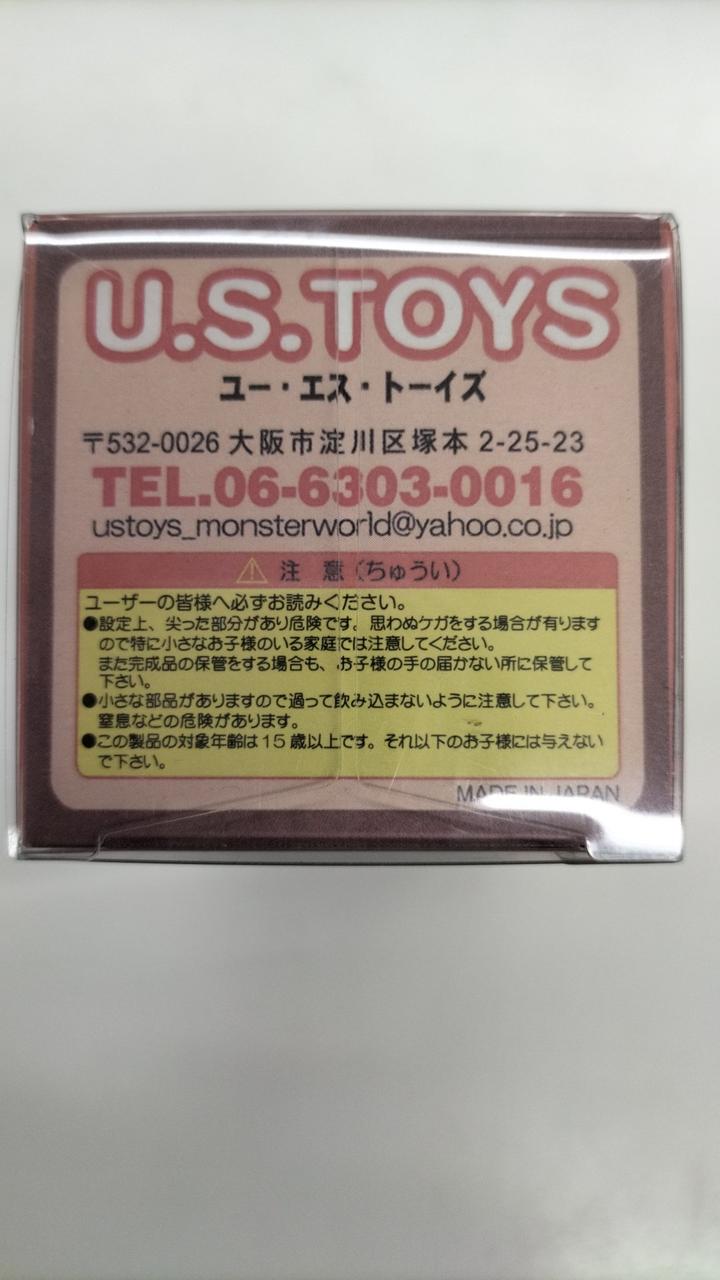 U.S.TOYS
ユー・エス・トーイズ
〒532-0026 大阪市淀川区塚本 2-25-23
TEL.06-6303-0016
ustoys_monsterworld@yahoo.co.jp
⚠ 注 意（ちゅうい）
ユーザーの皆様へ必ずお読みください。
●設定上、尖った部分があり危険です。思わぬケガをする場合が有ります
ので特に小さなお子様のいる家庭では注意してください。
また完成品の保管をする場合も、お子様の手の届かない所に保管して
下さい。
●小さな部品がありますので過って飲み込まないように注意して下さい。
窒息などの危険があります。
●この製品の対象年齢は15歳以上です。それ以下のお子様には与えない
で下さい。
MADE IN JAPAN